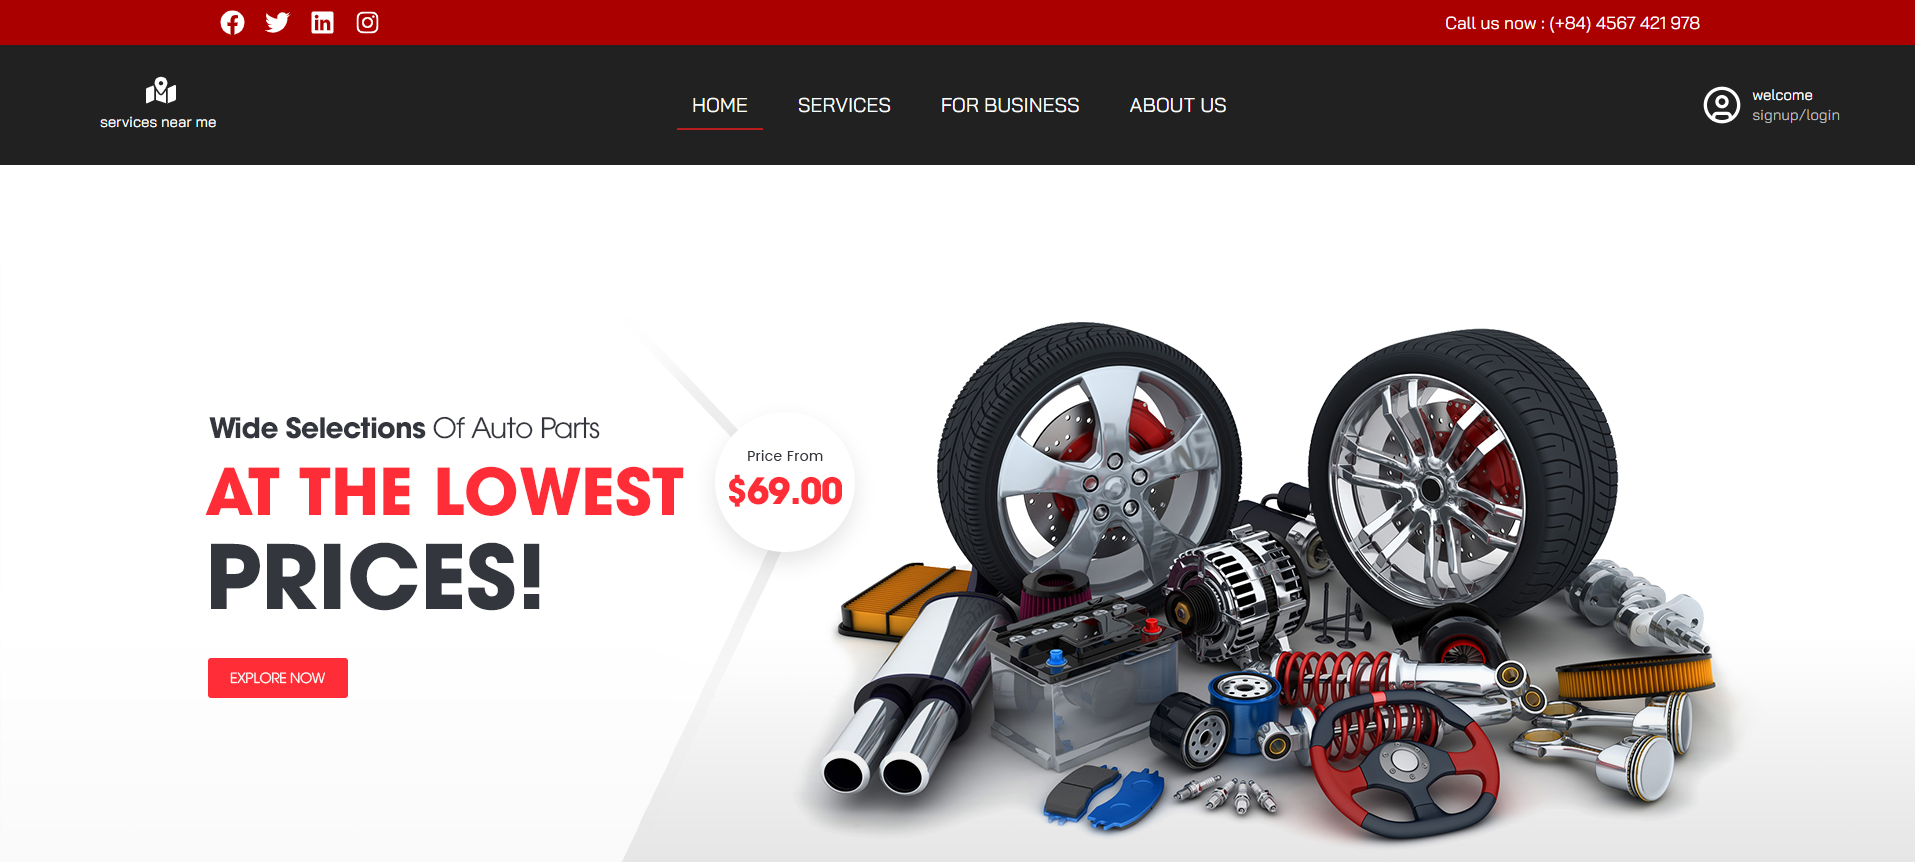 Call us now : (+84) 4567 421 978
services near me
HOME
SERVICES
FOR BUSINESS
ABOUT US
welcome
signup/login
Wide Selections Of Auto Parts
AT THE LOWEST
PRICES!
Price From
$69.00
EXPLORE NOW